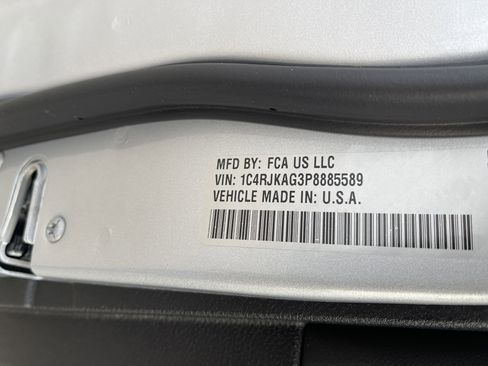 MFD BY: FCA US LLC
VIN: 1C4RJKAG3P8885589
VEHICLE MADE IN: U.S.A.